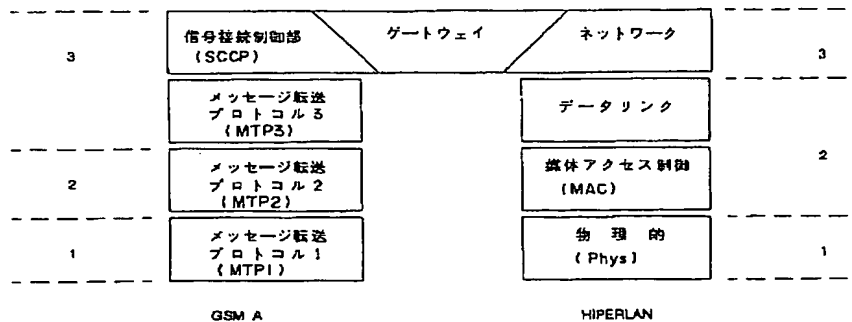 3
信号接続制御部
(SCCP)
ゲートウェイ
ネットワーク
3
メッセージ転送
プロトコル3
(MTP3)
データリンク
2
メッセージ転送
プロトコル2
(MTP2)
媒体アクセス制御
(MAC)
2
1
メッセージ転送
プロトコル1
(MTP1)
物理的
(Phys)
1
GSM A
HIPERLAN